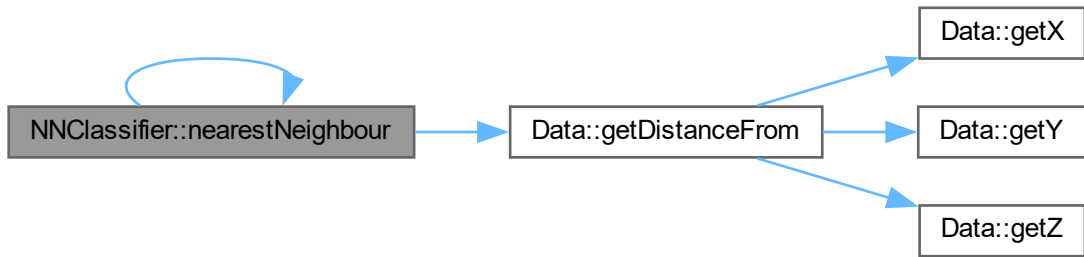 NNClassifier::nearestNeighbour
Data::getDistanceFrom
Data::getX
Data::getY
Data::getZ